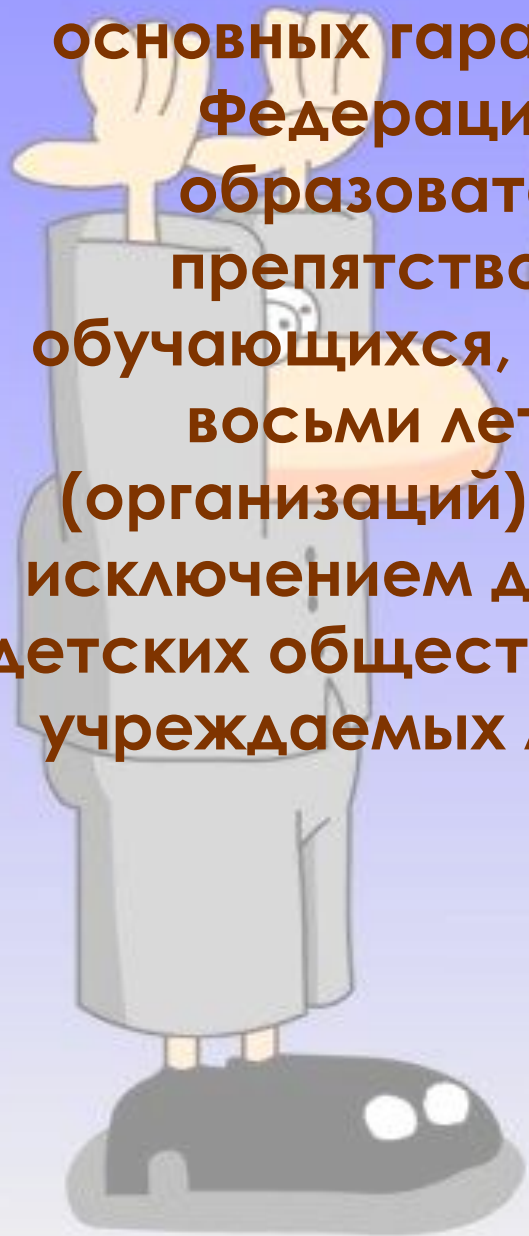 основных гара
Федераци
образоват
препятство
обучающихся,
восьми лет
(организаций)
исключением д
детских общест
учреждаемых